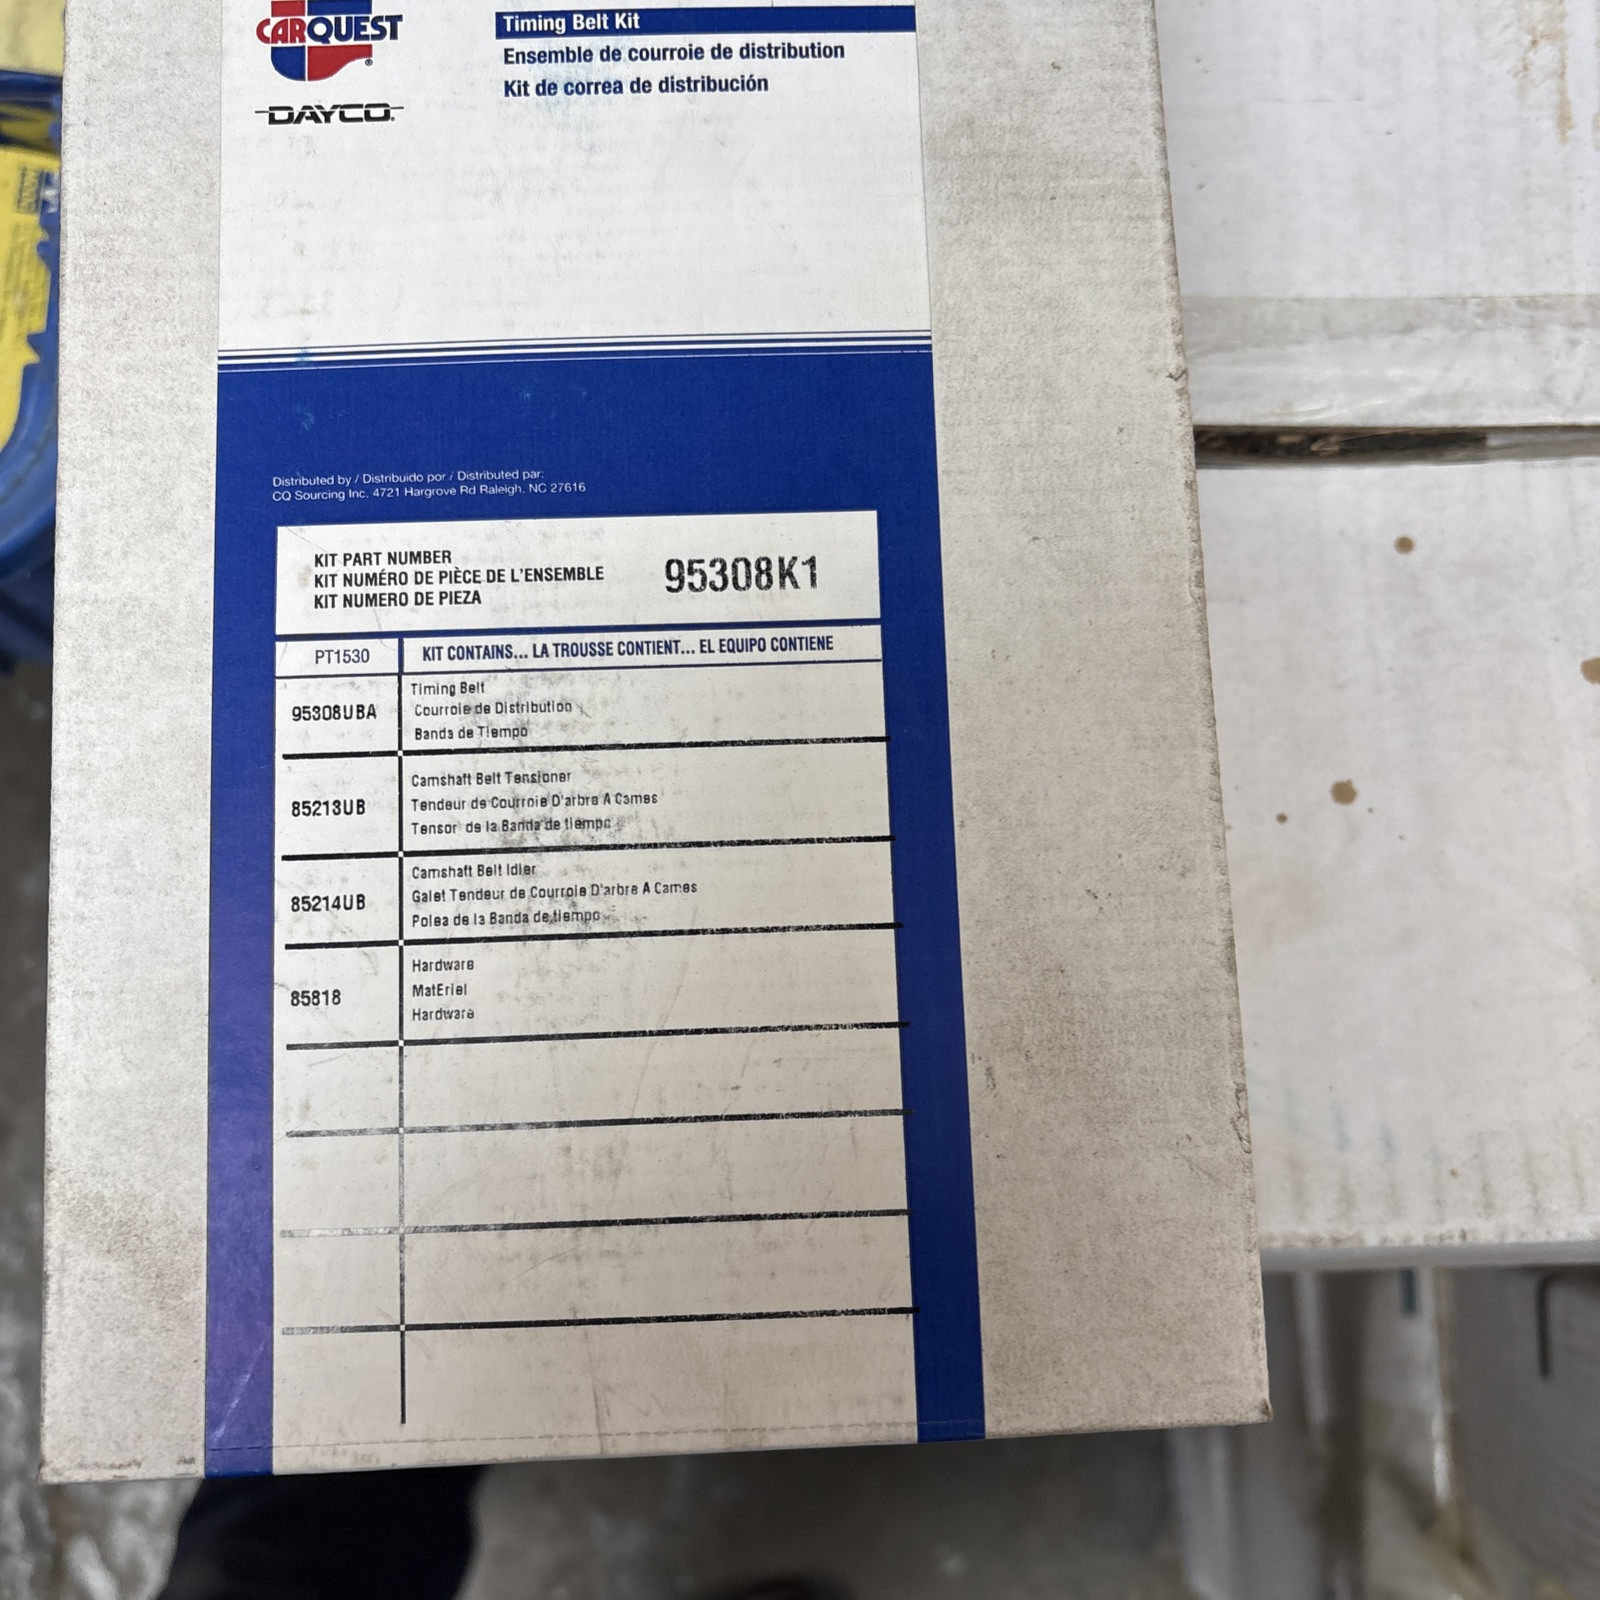 CARQUEST
DAYCO
Timing Belt Kit
Ensemble de courroie de distribution
Kit de correa de distribución
Distributed by / Distribuido por / Distributed par:
CQ Sourcing Inc. 4721 Hargrove Rd Raleigh, NC 27616
KIT PART NUMBER
KIT NUMÉRO DE PIÈCE DE L'ENSEMBLE
KIT NUMERO DE PIEZA
95308K1
PT1530
KIT CONTAINS... LA TROUSSE CONTIENT... EL EQUIPO CONTIENE
95308UBA
Timing Belt
Courroie de Distribution
Banda de Tiempo
85213UB
Camshaft Belt Tensioner
Tendeur de Courroie D'arbre A Cames
Tensor de la Banda de tiempo
85214UB
Camshaft Belt Idler
Galet Tendeur de Courroie D'arbre A Cames
Polea de la Banda de tiempo
85818
Hardware
MatEriel
Hardware